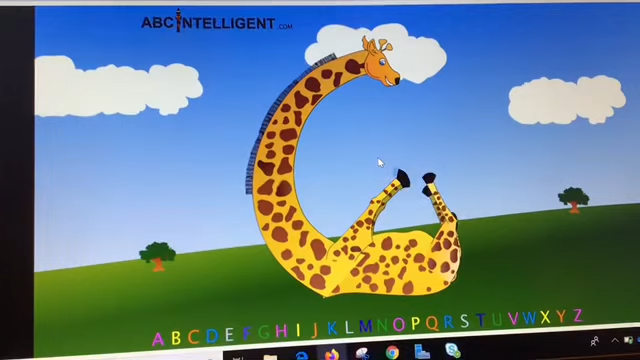 ABCINTELLIGENT.COM
A B C D E F G H I J K L M N O P Q R S T U V W X Y Z